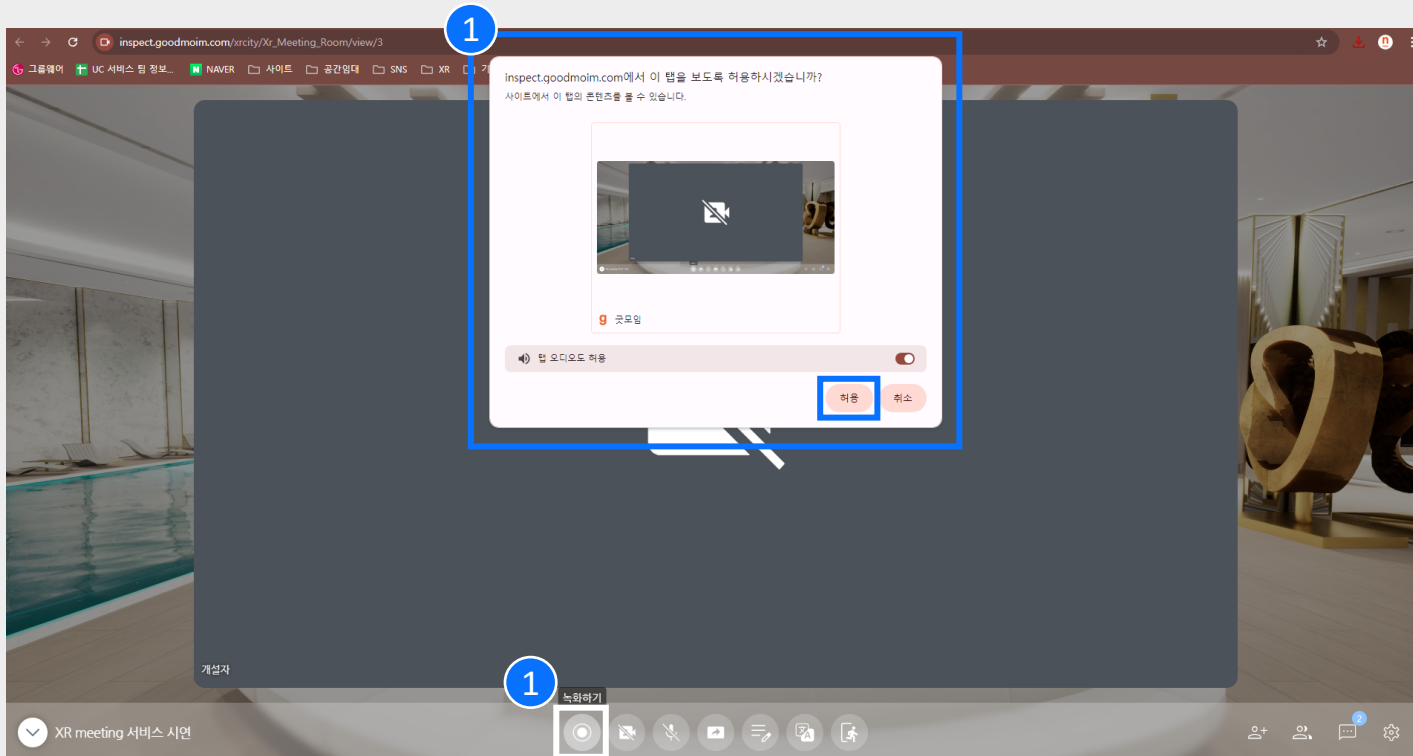 1
inspect.goodmoim.com/xrcity/Xr_Meeting_Room/view/3
그룹웨어 UC 서비스 팀 정보... NAVER 사이트 공간임대 SNS XR 기
inspect.goodmoim.com에서 이 탭을 보도록 허용하시겠습니까?
사이트에서 이 탭의 콘텐츠를 볼 수 있습니다.
g 굿모임
탭 오디오도 허용
허용 취소
개설자
1
녹화하기
XR meeting 서비스 시연
2